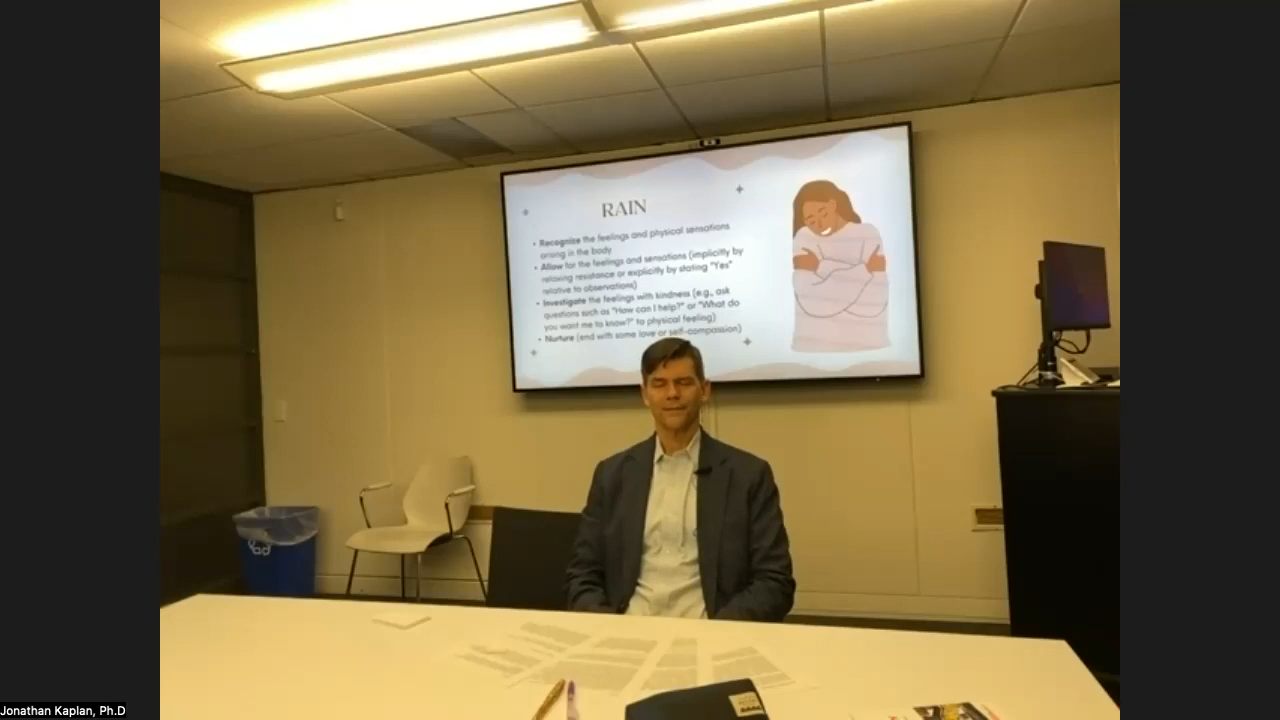 RAIN
• Recognize the feelings and physical sensations
arising in the body
• Allow for the feelings and sensations (implicitly by
relaxing resistance or explicitly by stating "Yes"
relative to observations)
• Investigate the feelings with kindness (e.g., ask
questions such as "How can I help?" or "What do
you want me to know?" to physical feeling)
• Nurture (end with some love or self-compassion)
Jonathan Kaplan, Ph.D